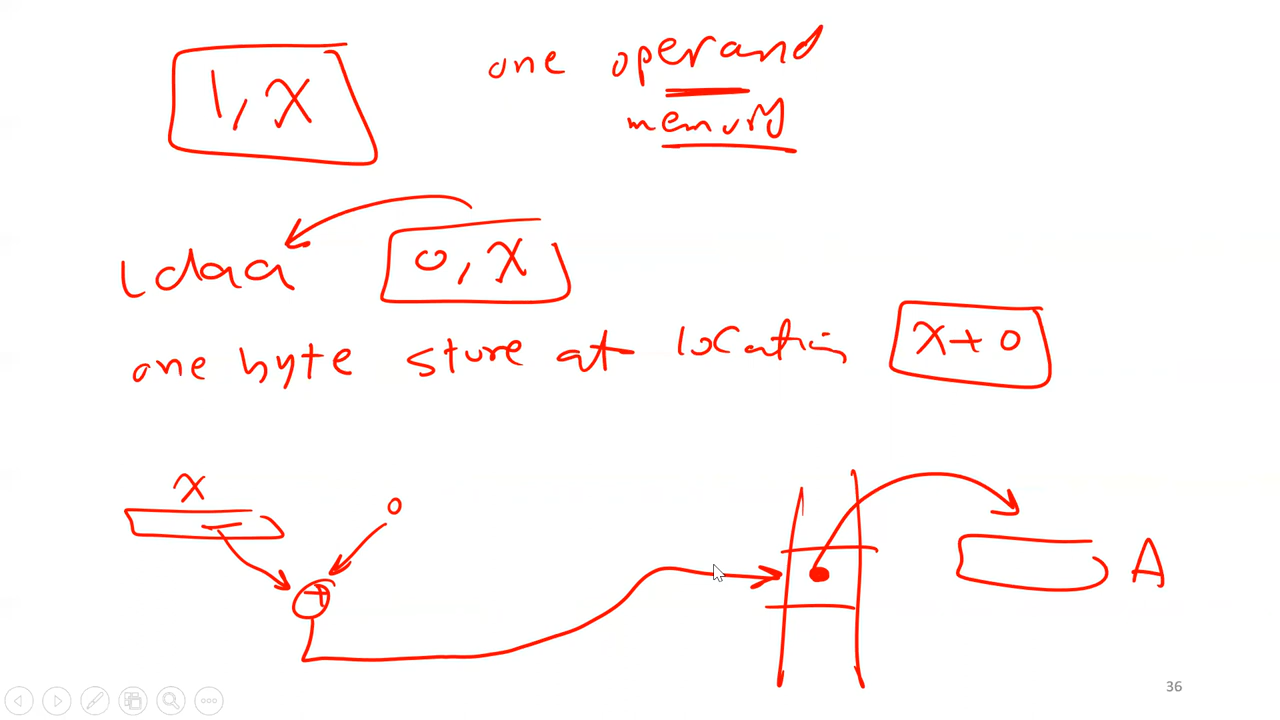 1, X
one operand
memory
ldaa 0, X
one byte store at location X + 0
X
0
+
A
36